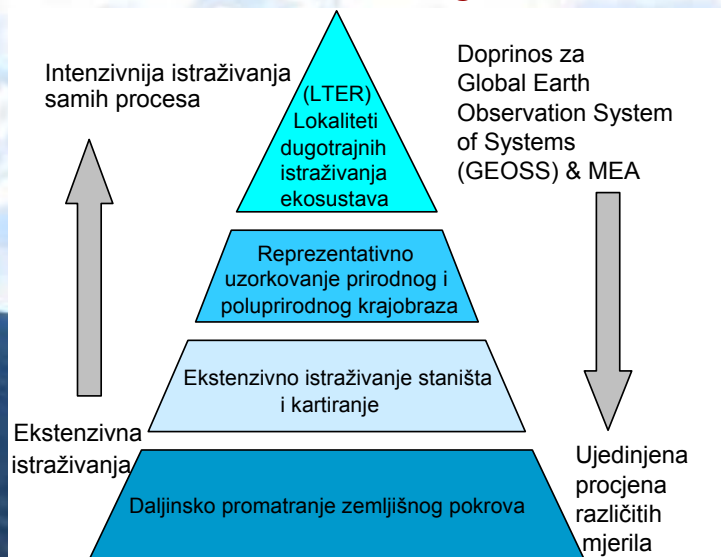 Intenzivnija istraživanja
samih procesa
(LTER)
Lokaliteti
dugotrajnih
istraživanja
ekosustava
Doprinos za
Global Earth
Observation System
of Systems
(GEOSS) & MEA
Reprezentativno
uzorkovanje prirodnog i
poluprirodnog krajobraza
Ekstenzivno istraživanje staništa
i kartiranje
Ekstenzivna
istraživanja
Daljinsko promatranje zemljišnog pokrova
Ujedinjena
procjena
različitih
mjerila